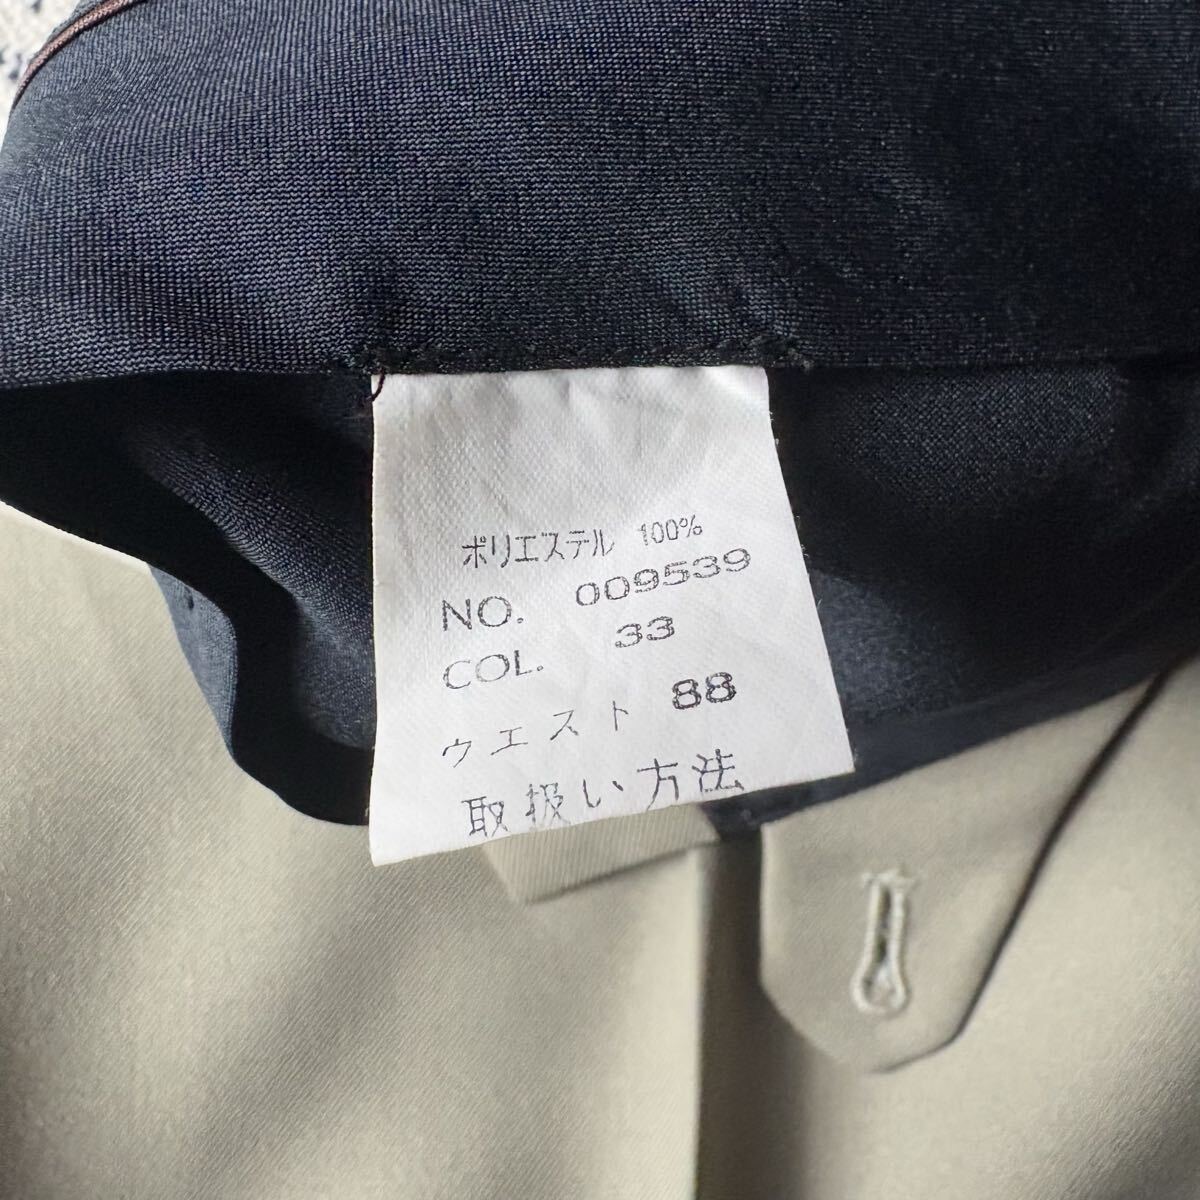 ポリエステル 100%
NO. 009539
COL. 33
ウエスト 88
取扱い方法